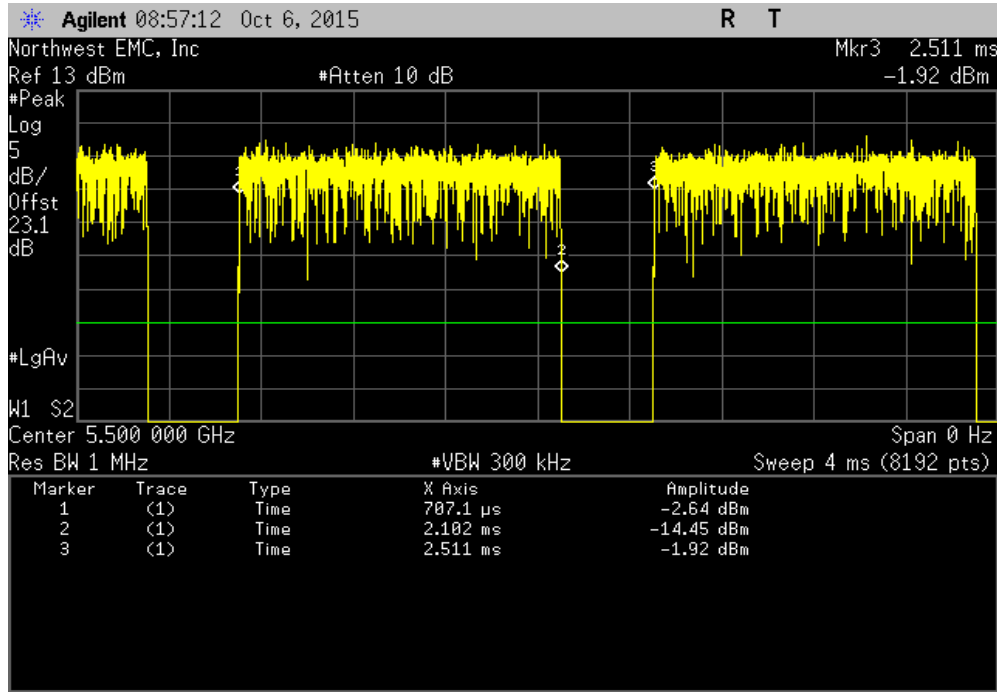 Agilent 08:57:12 Oct 6, 2015 R T
Northwest EMC, Inc Mkr3 2.511 ms
Ref 13 dBm #Atten 10 dB -1.92 dBm
#Peak
Log
5
dB/
Offst
23.1
dB
3
2
#LgAv
W1 S2
Center 5.500 000 GHz Span 0 Hz
Res BW 1 MHz #VBW 300 kHz Sweep 4 ms (8192 pts)
Marker Trace Type X Axis Amplitude
1 (1) Time 707.1 µs -2.64 dBm
2 (1) Time 2.102 ms -14.45 dBm
3 (1) Time 2.511 ms -1.92 dBm